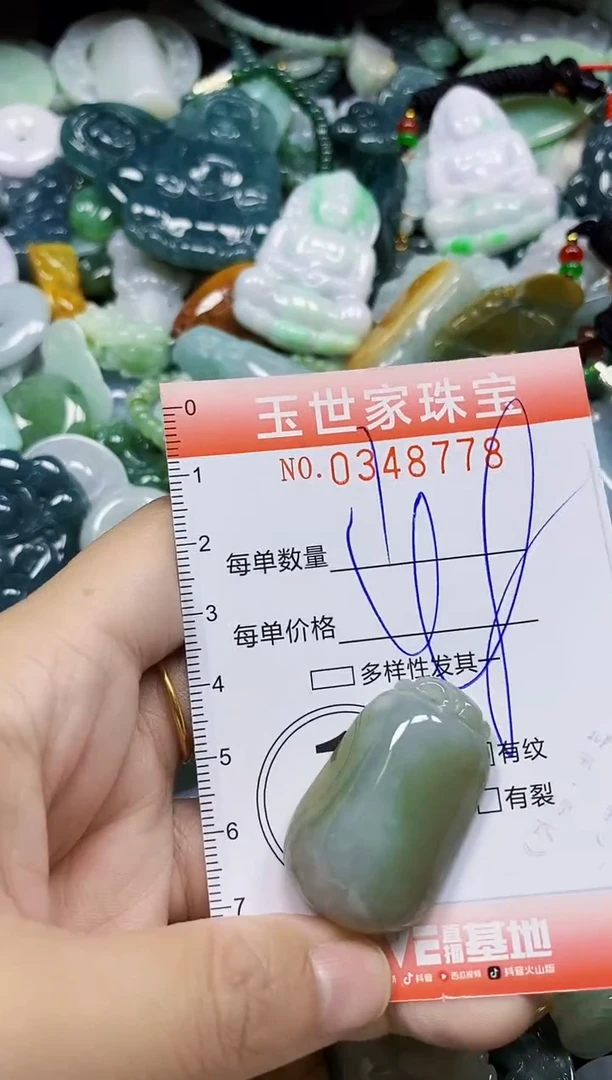 0
玉世家珠宝
NO.0348778
1
2
每单数量
3
每单价格
4
多样性发其一
5
有纹
有裂
6
7
直播基地
抖音 西瓜视频 抖音火山版